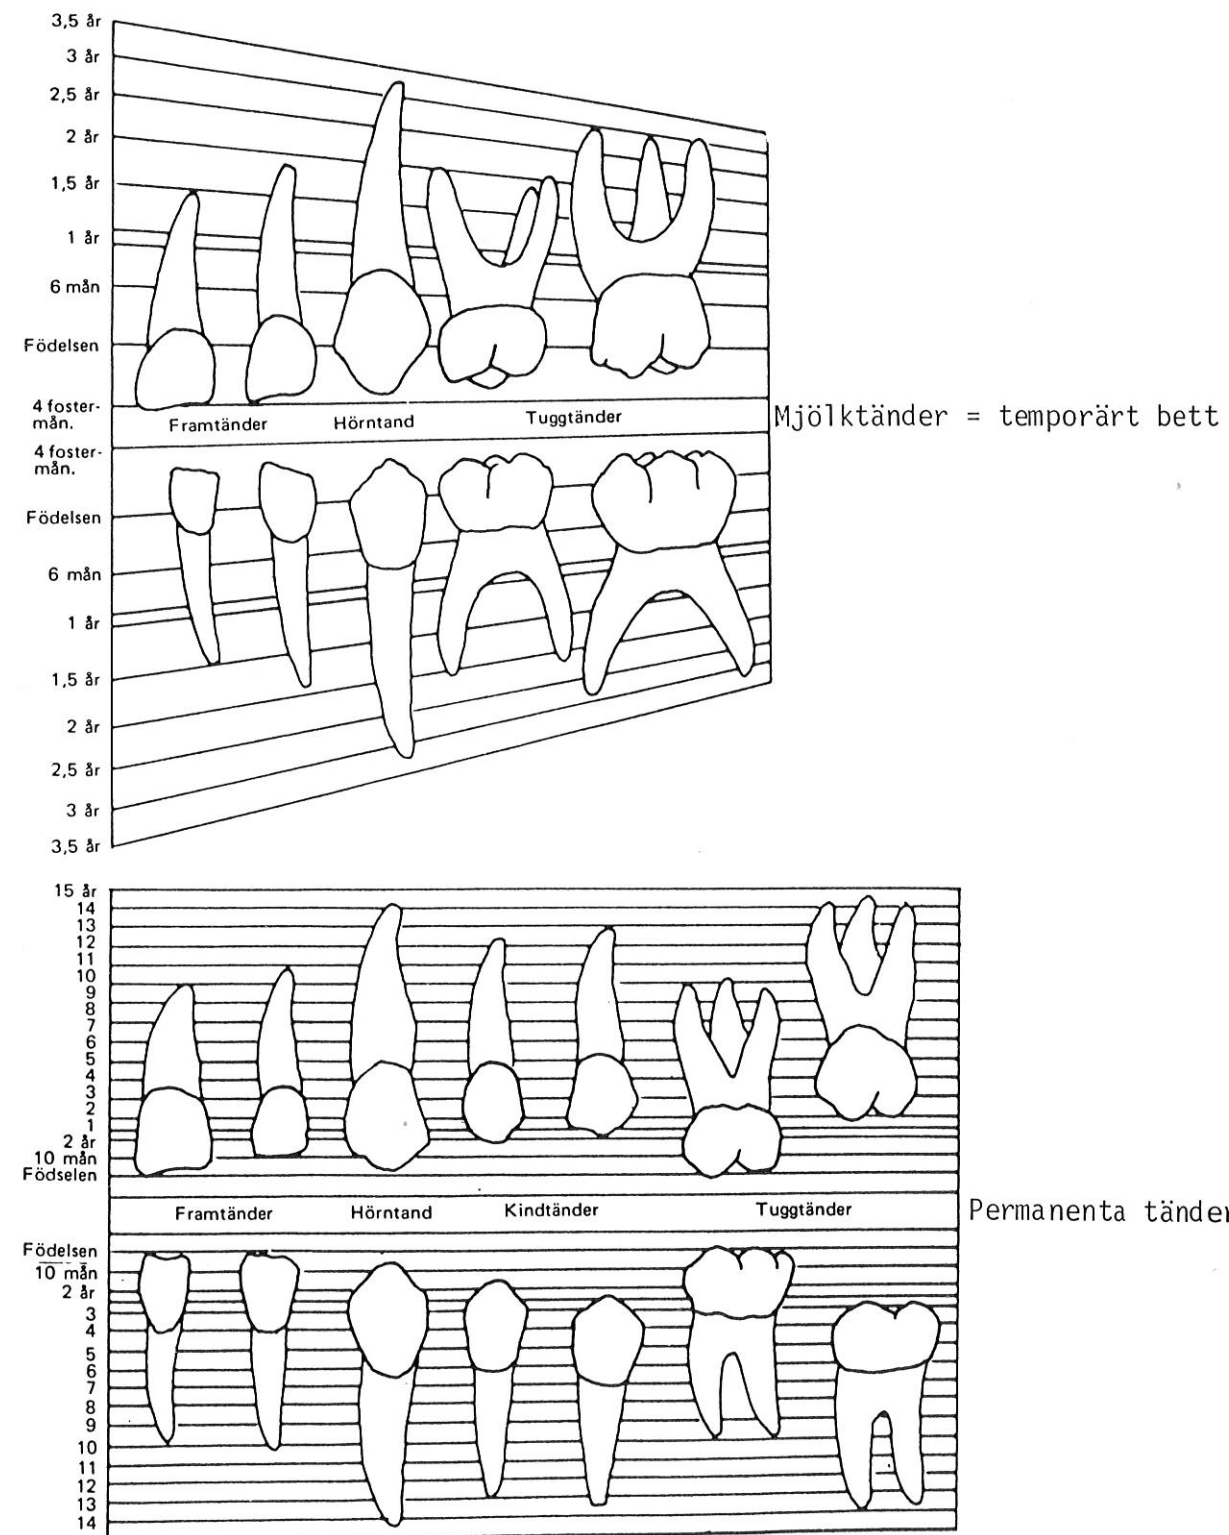 3,5 år
3 år
2,5 år
2 år
1,5 år
1 år
6 mån
Födelsen
4 foster-
mån.
Framtänder Hörntand Tuggtänder
Mjölktänder = temporärt bett
4 foster-
mån.
Födelsen
6 mån
1 år
1,5 år
2 år
2,5 år
3 år
3,5 år
15 år
14
13
12
11
10
9
8
7
6
5
4
3
2
1
2 år
10 mån
Födselen
Framtänder Hörntand Kindtänder Tuggtänder
Permanenta tänder
Födelsen
10 mån
2 år
3
4
5
6
7
8
9
10
11
12
13
14